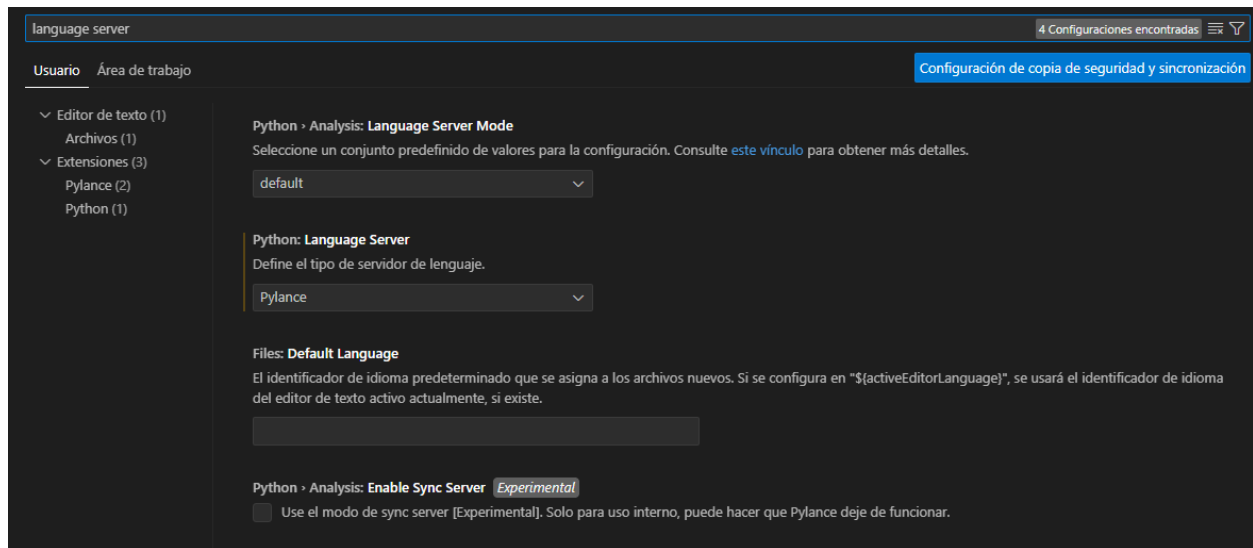 language server
4 Configuraciones encontradas
Usuario Área de trabajo
Configuración de copia de seguridad y sincronización
Editor de texto (1)
Archivos (1)
Extensiones (3)
Pylance (2)
Python (1)
Python › Analysis: Language Server Mode
Seleccione un conjunto predefinido de valores para la configuración. Consulte este vínculo para obtener más detalles.
default
Python: Language Server
Define el tipo de servidor de lenguaje.
Pylance
Files: Default Language
El identificador de idioma predeterminado que se asigna a los archivos nuevos. Si se configura en "${activeEditorLanguage}", se usará el identificador de idioma
del editor de texto activo actualmente, si existe.
Python › Analysis: Enable Sync Server Experimental
Use el modo de sync server [Experimental]. Solo para uso interno, puede hacer que Pylance deje de funcionar.